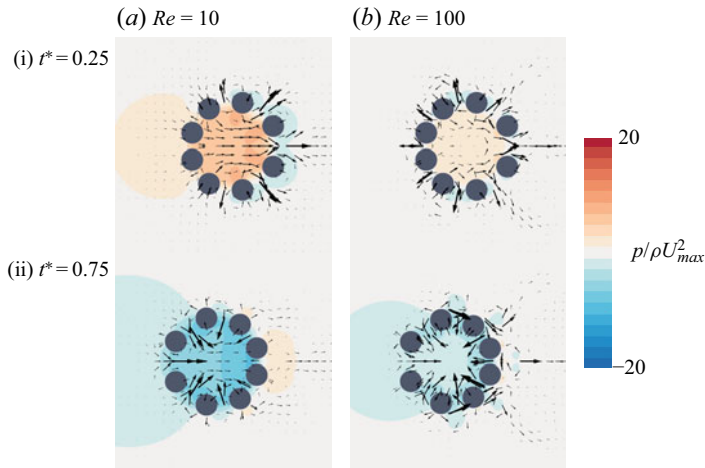 (a) Re = 10
(b) Re = 100
(i) t* = 0.25
20
p/ρU²max
(ii) t* = 0.75
−20